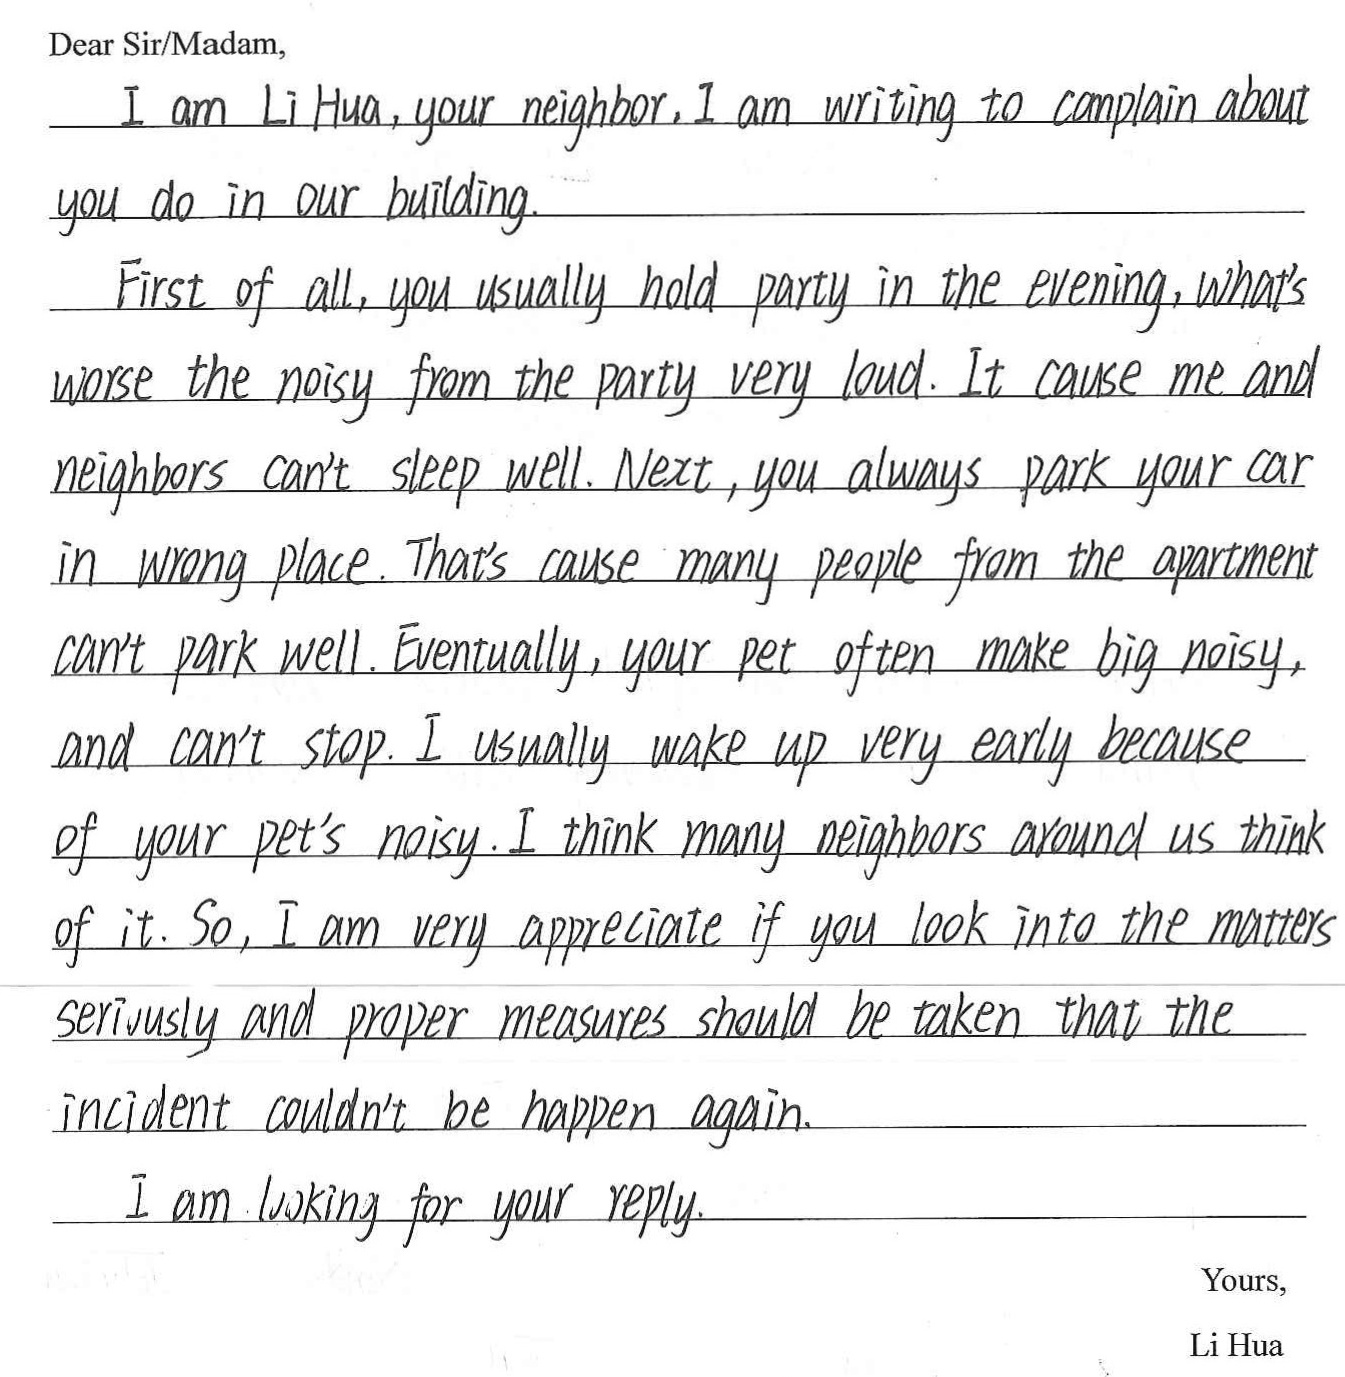 Dear Sir/Madam,
I am Li Hua, your neighbor. I am writing to complain about
you do in our building.
First of all, you usually hold party in the evening, what's
worse the noisy from the party very loud. It cause me and
neighbors can't sleep well. Next, you always park your car
in wrong place. That's cause many people from the apartment
can't park well. Eventually, your pet often make big noisy,
and can't stop. I usually wake up very early because
of your pet's noisy. I think many neighbors around us think
of it. So, I am very appreciate if you look into the matters
seriously and proper measures should be taken that the
incident couldn't be happen again.
I am looking for your reply.
Yours,
Li Hua